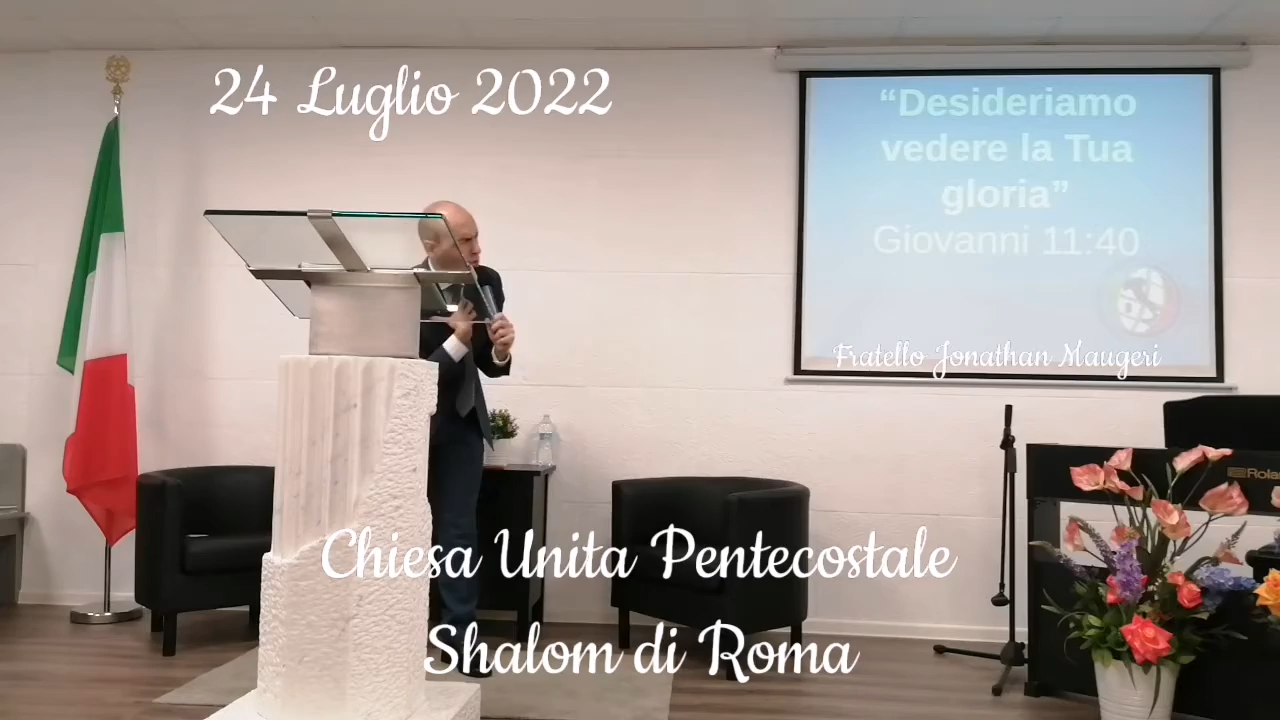 24 Luglio 2022
“Desideriamo
vedere la Tua
gloria”
Giovanni 11:40
Fratello Jonathan Maugeri
Roland
Chiesa Unita Pentecostale
Shalom di Roma